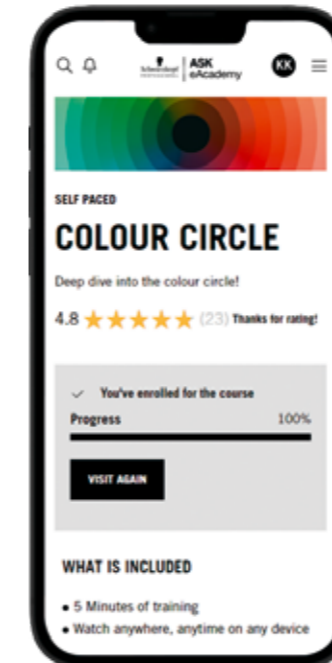 Schwarzkopf
ASK
eAcademy
KK
SELF PACED
COLOUR CIRCLE
Deep dive into the colour circle!
4.8 ★★★★★ (23) Thanks for rating!
✓ You've enrolled for the course
Progress 100%
VISIT AGAIN
WHAT IS INCLUDED
• 5 Minutes of training
• Watch anywhere, anytime on any device